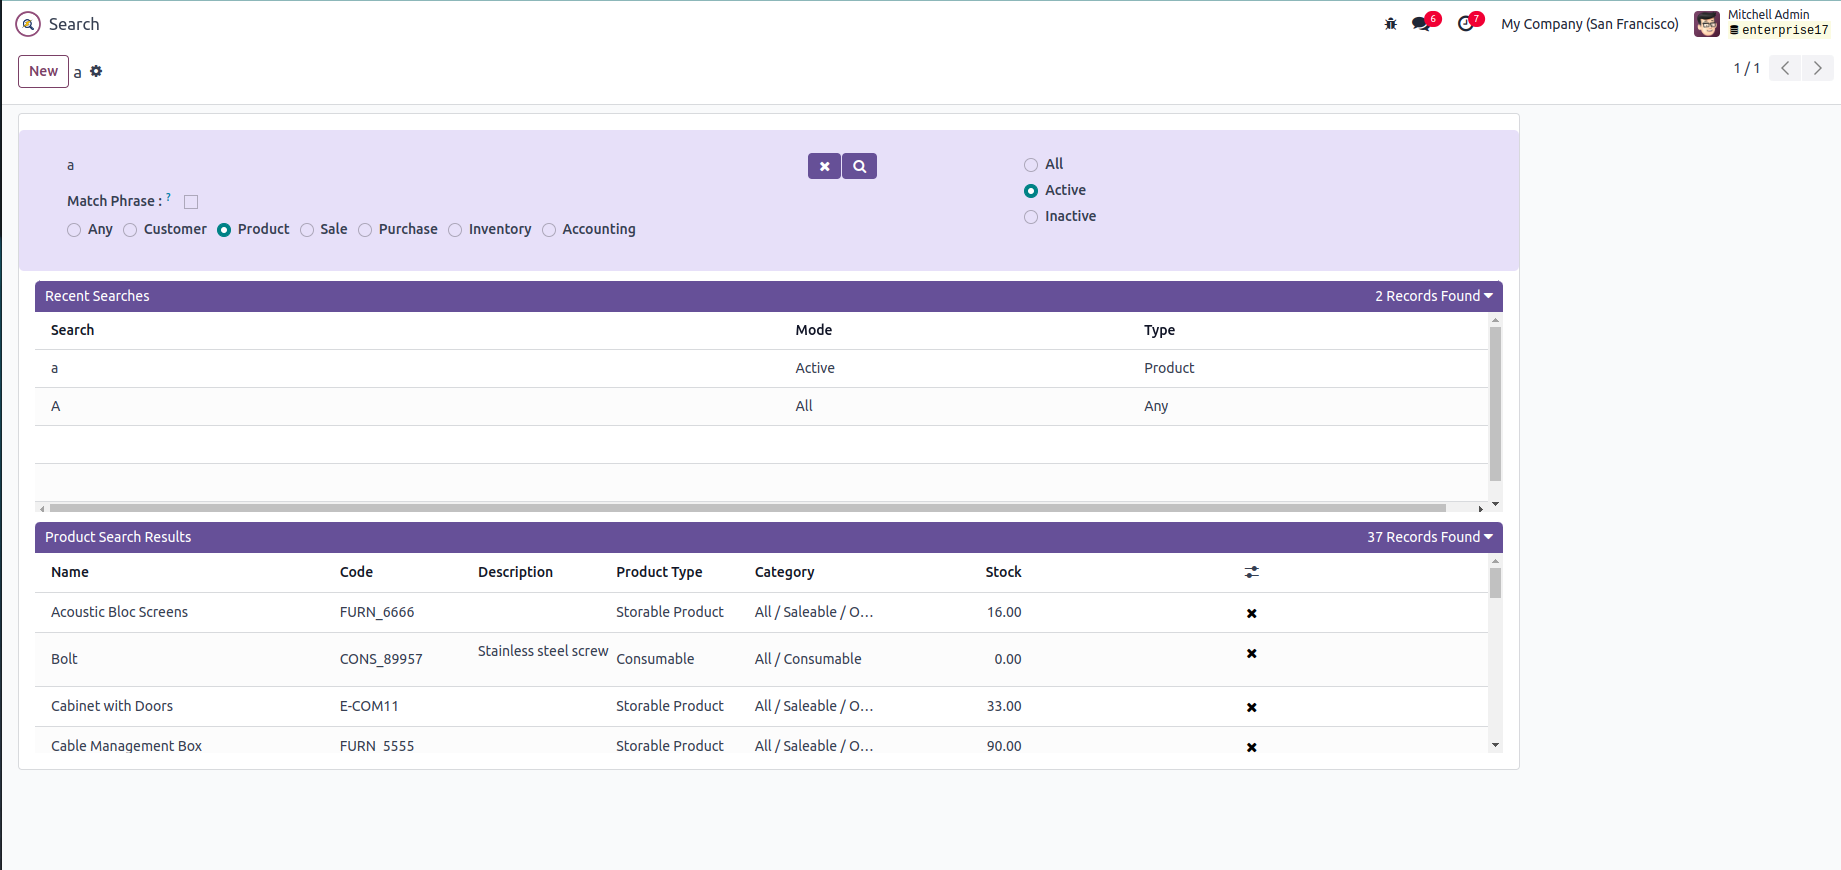 Search
6
7
My Company (San Francisco)
Mitchell Admin
enterprise17
New
a
1 / 1
a
Match Phrase : ?
Any
Customer
Product
Sale
Purchase
Inventory
Accounting
All
Active
Inactive
Recent Searches
2 Records Found
Search Mode Type
a Active Product
A All Any
Product Search Results
37 Records Found
Name Code Description Product Type Category Stock
Acoustic Bloc Screens FURN_6666 Storable Product All / Saleable / O... 16.00
Bolt CONS_89957 Stainless steel screw Consumable All / Consumable 0.00
Cabinet with Doors E-COM11 Storable Product All / Saleable / O... 33.00
Cable Management Box FURN_5555 Storable Product All / Saleable / O... 90.00